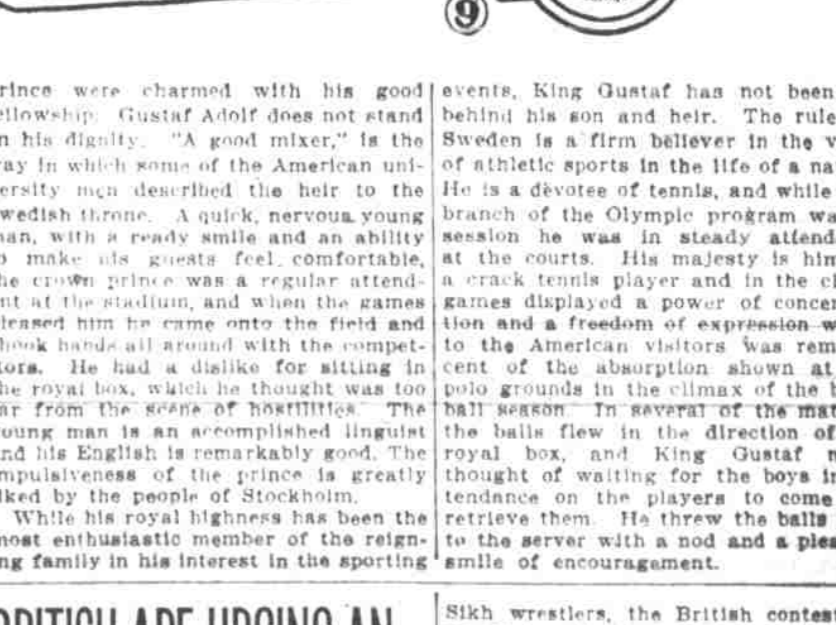 9
rince were charmed with his good
ellowship. Gustaf Adolf does not stand
n his dignity. "A good mixer," is the
ay in which some of the American uni-
ersity men described the heir to the
wedish throne. A quick, nervous young
an, with a ready smile and an ability
o make his guests feel comfortable,
he crown prince was a regular attend-
nt at the stadium, and when the games
leased him he came onto the field and
hook hands all around with the compet-
tors. He had a dislike for sitting in
he royal box, which he thought was too
ar from the scene of hostilities. The
oung man is an accomplished linguist
nd his English is remarkably good. The
mpulsiveness of the prince is greatly
iked by the people of Stockholm.
While his royal highness has been the
most enthusiastic member of the reign-
ng family in his interest in the sporting
events, King Gustaf has not been
behind his son and heir. The rule
Sweden is a firm believer in the v
of athletic sports in the life of a na
He is a devotee of tennis, and while
branch of the Olympic program wa
session he was in steady attend
at the courts. His majesty is him
a crack tennis player and in the c
games displayed a power of concen
tion and a freedom of expression w
to the American visitors was rem
cent of the absorption shown at
polo grounds in the climax of the
ball season. In several of the mat
the balls flew in the direction of
royal box, and King Gustaf n
thought of waiting for the boys i
tendance on the players to come
retrieve them. He threw the balls
to the server with a nod and a plea
smile of encouragement.
BRITISH ARE URGING AN
Sikh wrestlers, the British contest